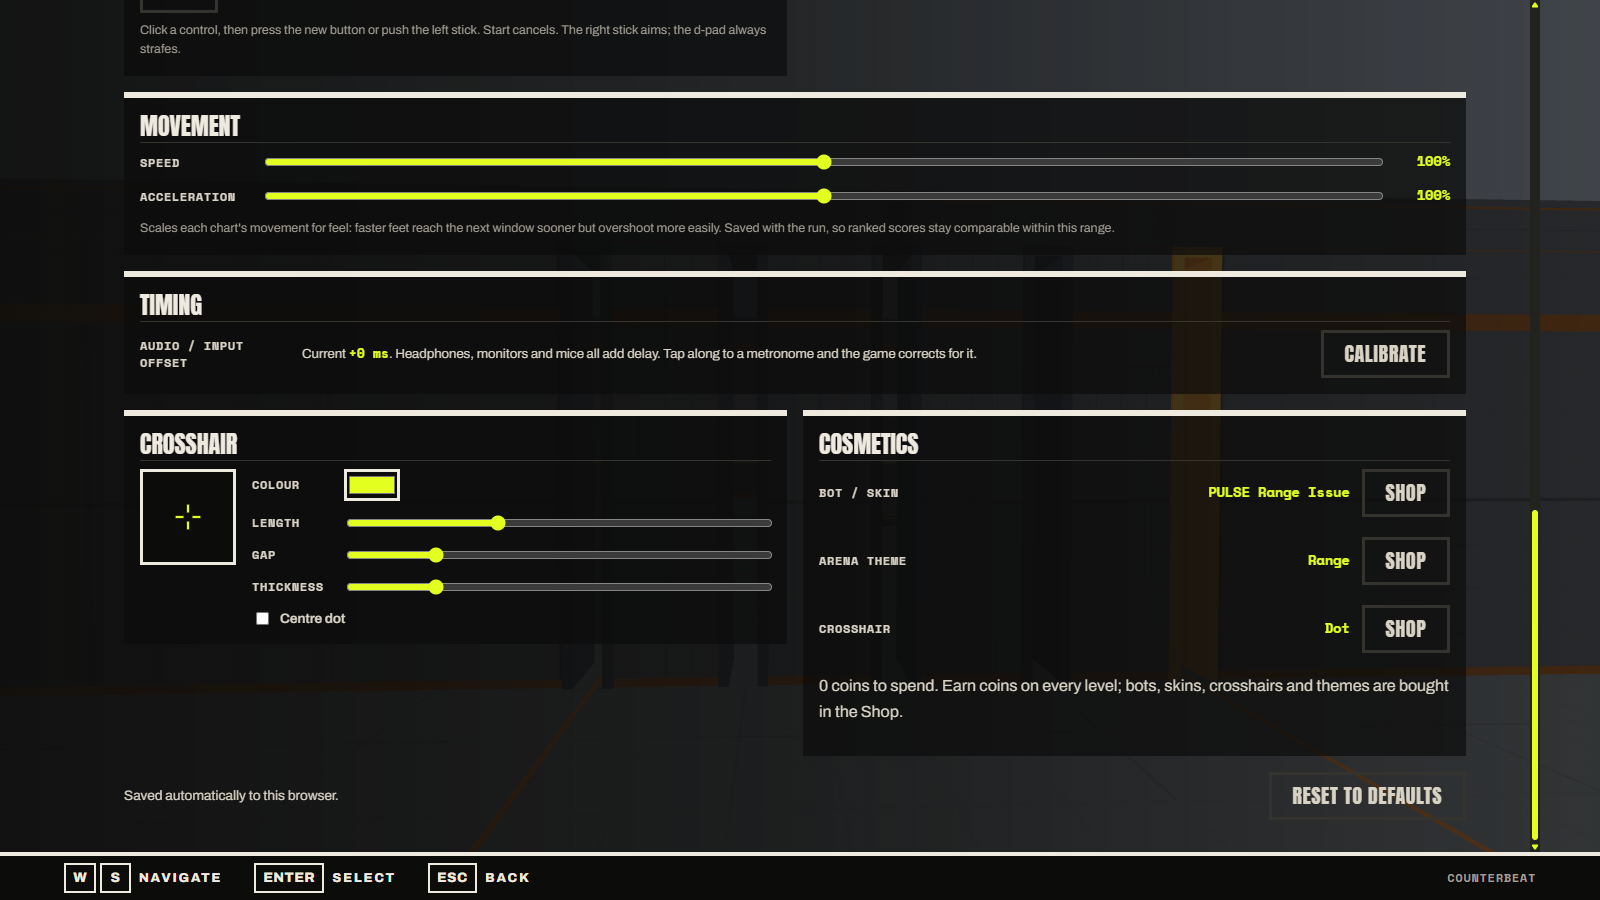 Click a control, then press the new button or push the left stick. Start cancels. The right stick aims; the d-pad always
strafes.
MOVEMENT
SPEED
100%
ACCELERATION
100%
Scales each chart's movement for feel: faster feet reach the next window sooner but overshoot more easily. Saved with the run, so ranked scores stay comparable within this range.
TIMING
AUDIO / INPUT
OFFSET
Current +0 ms. Headphones, monitors and mice all add delay. Tap along to a metronome and the game corrects for it.
CALIBRATE
CROSSHAIR
COLOUR
LENGTH
GAP
THICKNESS
Centre dot
COSMETICS
BOT / SKIN
PULSE Range Issue
SHOP
ARENA THEME
Range
SHOP
CROSSHAIR
Dot
SHOP
0 coins to spend. Earn coins on every level; bots, skins, crosshairs and themes are bought
in the Shop.
Saved automatically to this browser.
RESET TO DEFAULTS
W S NAVIGATE ENTER SELECT ESC BACK
COUNTERBEAT